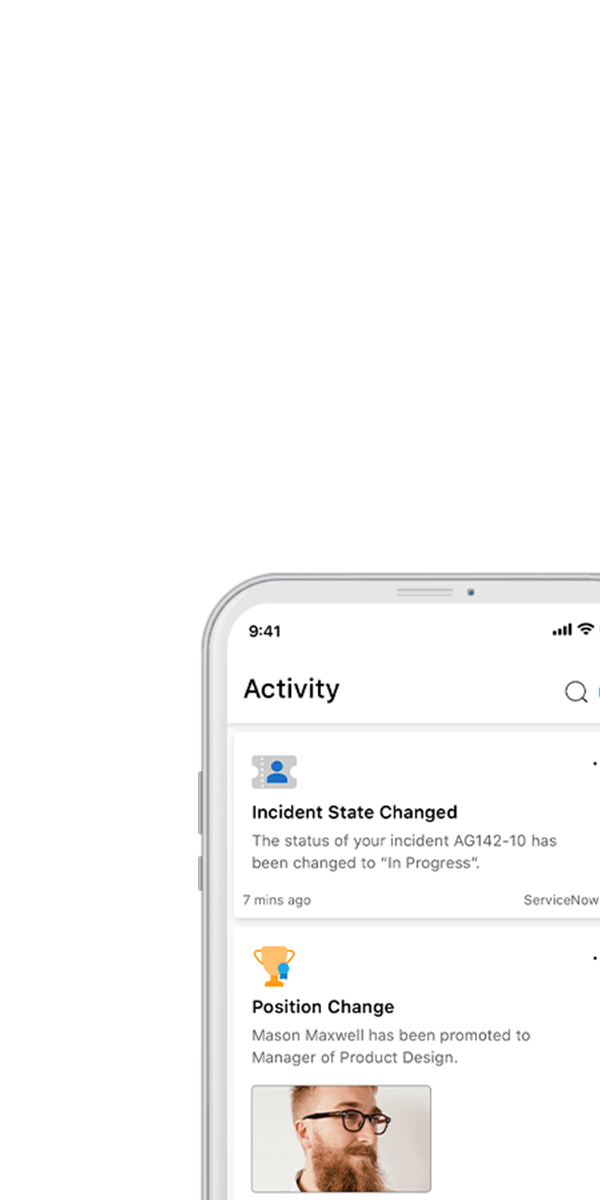 9:41
Activity
Incident State Changed
The status of your incident AG142-10 has
been changed to “In Progress”.
7 mins ago ServiceNow
Position Change
Mason Maxwell has been promoted to
Manager of Product Design.